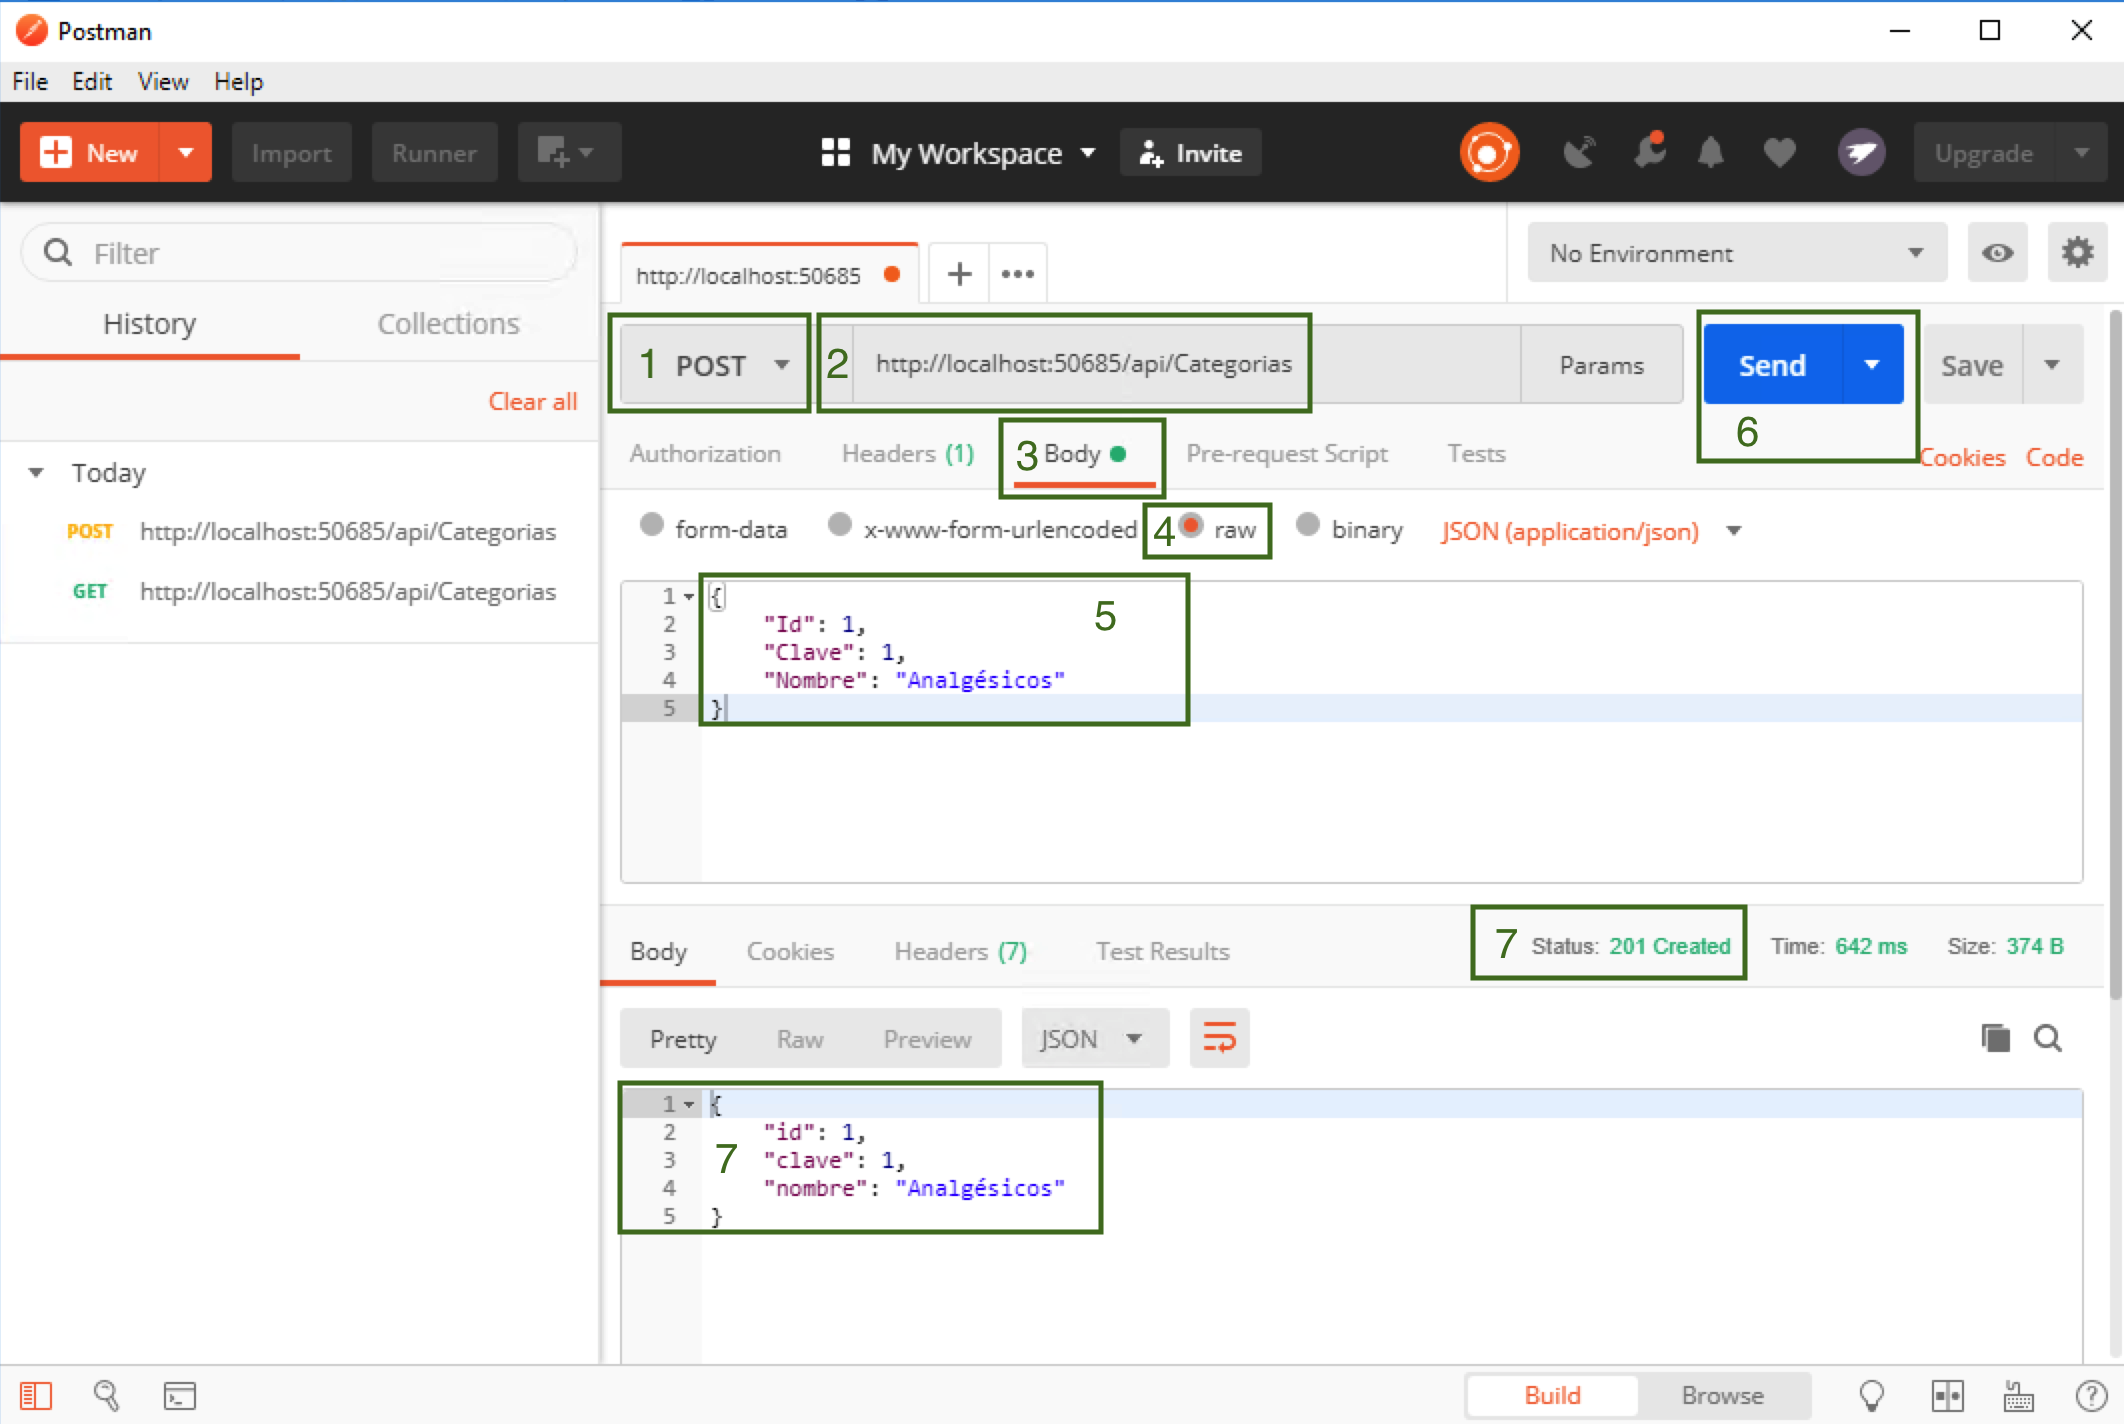 Postman
File Edit View Help
New Import Runner My Workspace Invite Upgrade
Filter
History Collections
Clear all
Today
POST http://localhost:50685/api/Categorias
GET http://localhost:50685/api/Categorias
http://localhost:50685 No Environment
1 POST 2 http://localhost:50685/api/Categorias Params Send Save
6
Authorization Headers (1) 3 Body Pre-request Script Tests Cookies Code
form-data x-www-form-urlencoded 4 raw binary JSON (application/json)
1 {
5
2 "Id": 1,
3 "Clave": 1,
4 "Nombre": "Analgésicos"
5 }
Body Cookies Headers (7) Test Results 7 Status: 201 Created Time: 642 ms Size: 374 B
Pretty Raw Preview JSON
1 {
2 "id": 1,
3 7 "clave": 1,
4 "nombre": "Analgésicos"
5 }
Build Browse